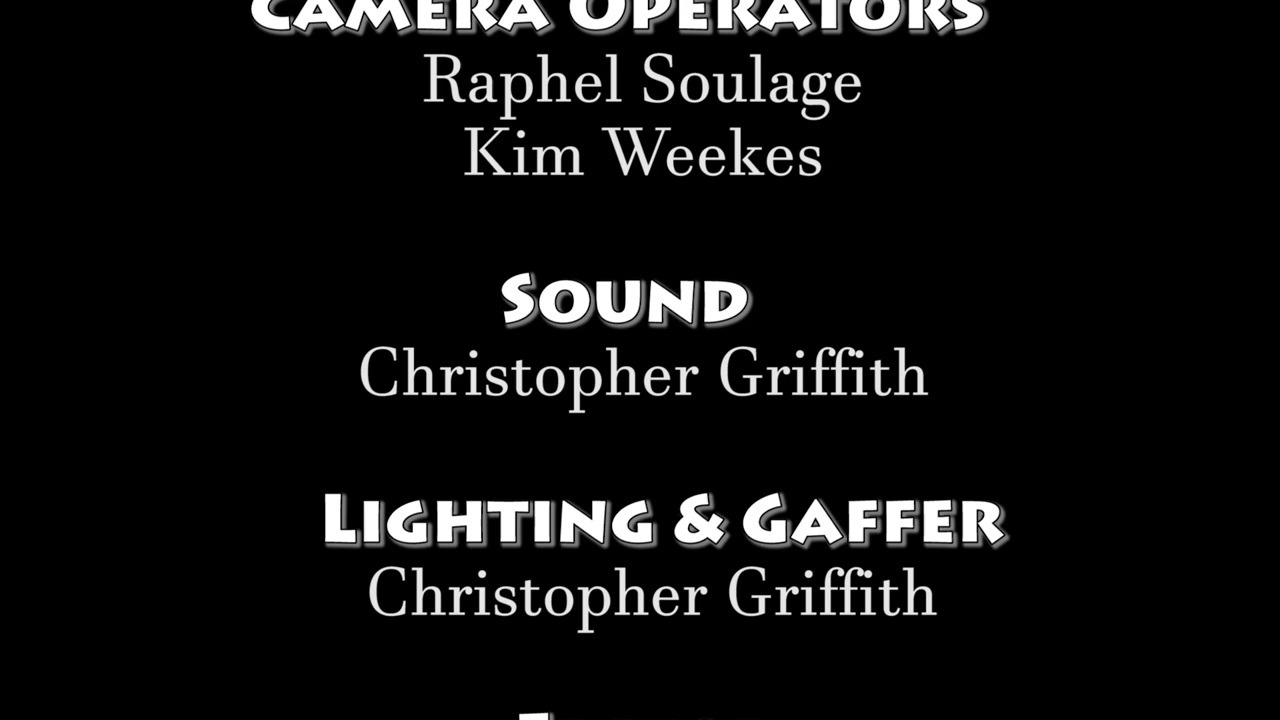 CAMERA OPERATORS
Raphel Soulage
Kim Weekes
SOUND
Christopher Griffith
LIGHTING & GAFFER
Christopher Griffith